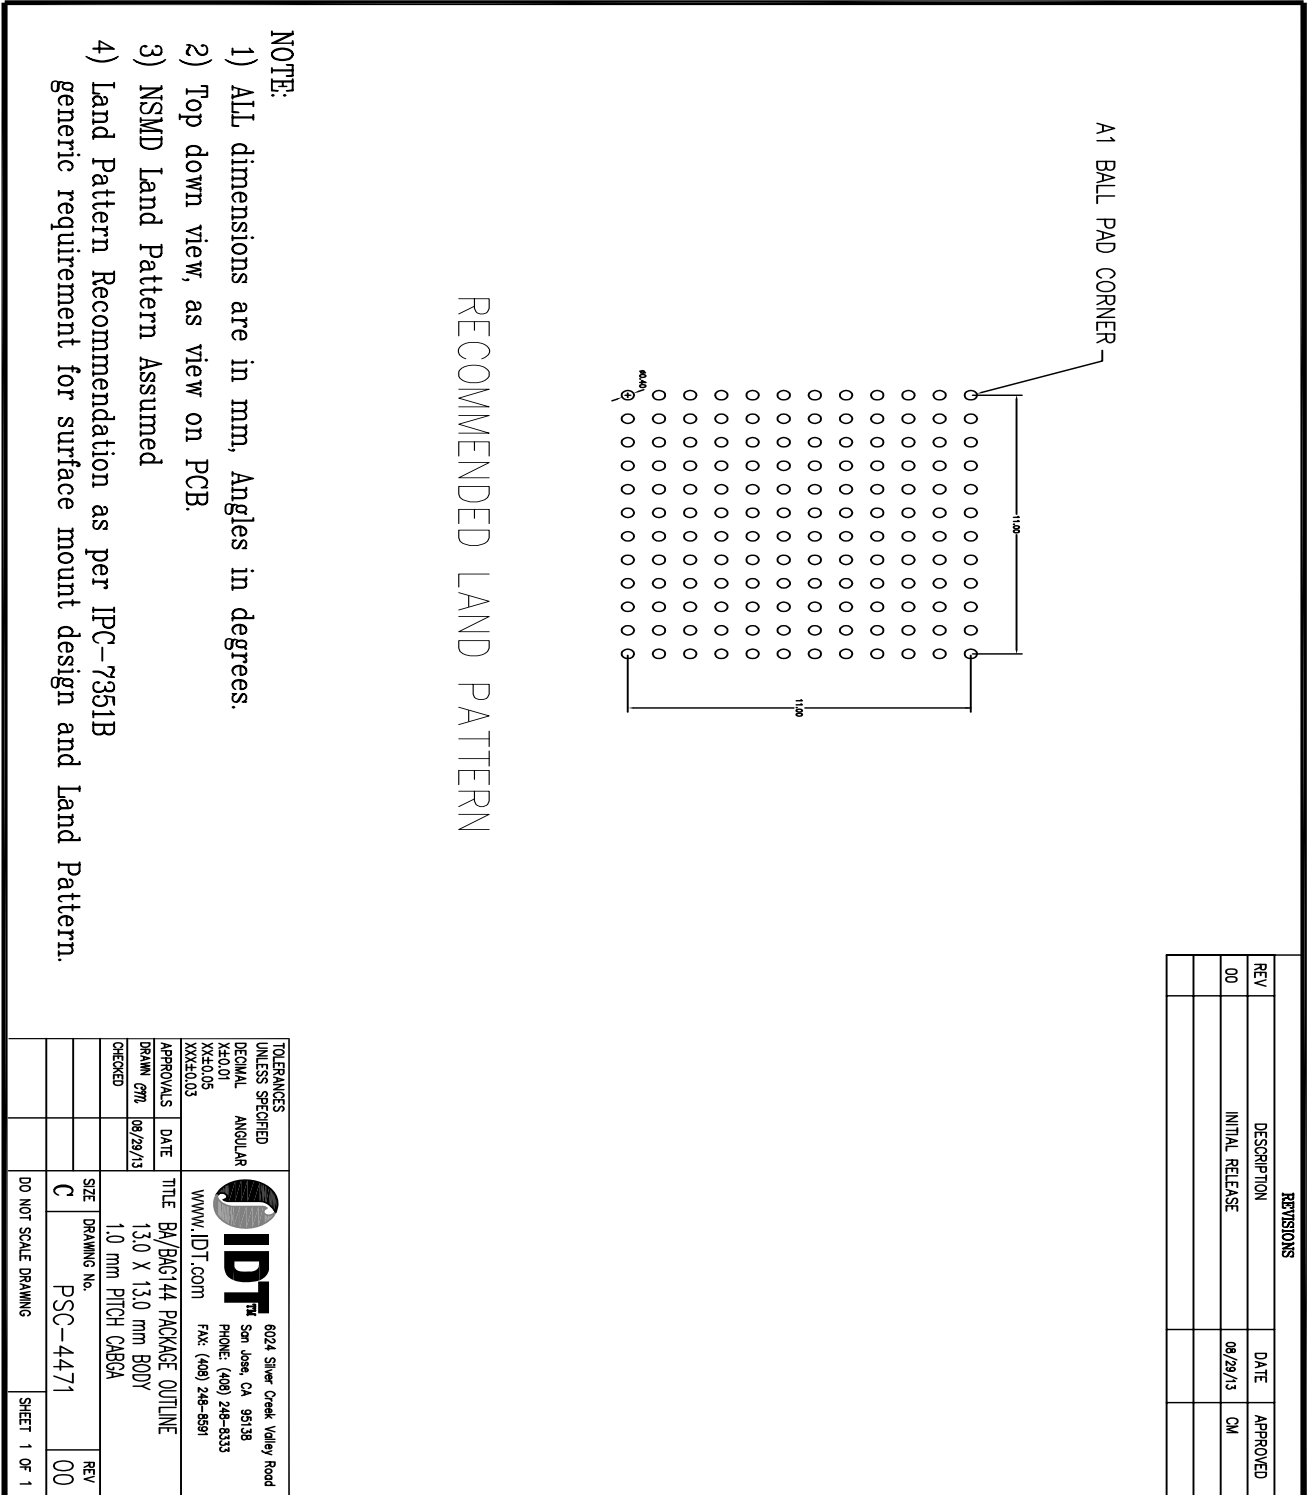 REVISIONS
REV DESCRIPTION DATE APPROVED
00 INITIAL RELEASE 08/29/13 CM
A1 BALL PAD CORNER
11.00
11.00
ø0.40
RECOMMENDED LAND PATTERN
NOTE:
1) ALL dimensions are in mm, Angles in degrees.
2) Top down view, as view on PCB.
3) NSMD Land Pattern Assumed
4) Land Pattern Recommendation as per IPC-7351B
generic requirement for surface mount design and Land Pattern.
TOLERANCES
UNLESS SPECIFIED
DECIMAL ANGULAR
X±0.01
XX±0.05
XXX±0.03
IDT™
www.IDT.com
6024 Silver Creek Valley Road
San Jose, CA 95138
PHONE: (408) 248-8333
FAX: (408) 248-8591
APPROVALS DATE
DRAWN CM 08/29/13
CHECKED
TITLE BA/BAG144 PACKAGE OUTLINE
13.0 X 13.0 mm BODY
1.0 mm PITCH CABGA
SIZE DRAWING No. REV
C PSC-4471 00
DO NOT SCALE DRAWING SHEET 1 OF 1